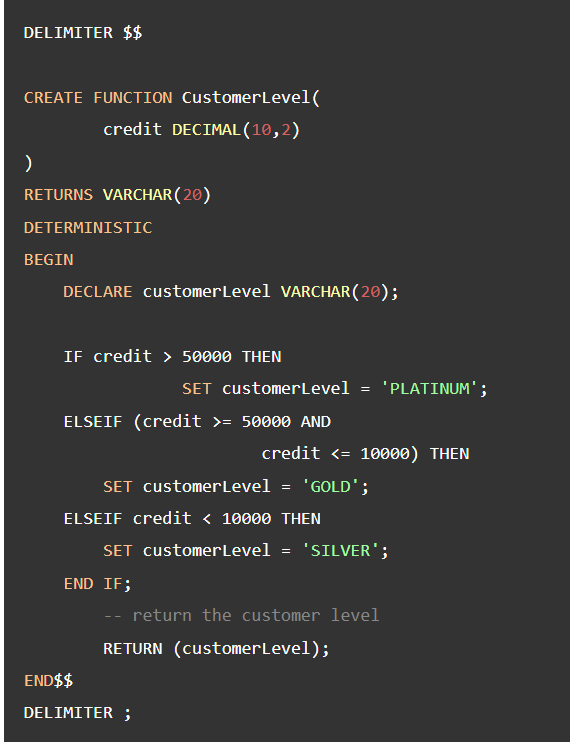 DELIMITER $$
CREATE FUNCTION CustomerLevel(
credit DECIMAL(10,2)
)
RETURNS VARCHAR(20)
DETERMINISTIC
BEGIN
DECLARE customerLevel VARCHAR(20);
IF credit > 50000 THEN
SET customerLevel = 'PLATINUM';
ELSEIF (credit >= 50000 AND
credit <= 10000) THEN
SET customerLevel = 'GOLD';
ELSEIF credit < 10000 THEN
SET customerLevel = 'SILVER';
END IF;
-- return the customer level
RETURN (customerLevel);
END$$
DELIMITER ;